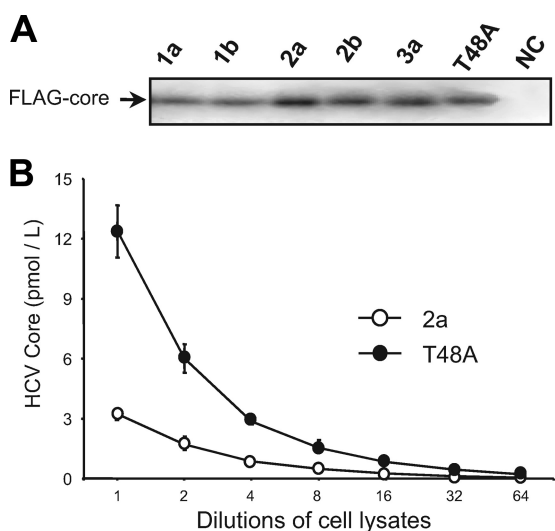 A
1a 1b 2a 2b 3a T48A NC
FLAG-core
B
HCV Core (pmol / L)
15
12
9
6
3
0
2a
T48A
1 2 4 8 16 32 64
Dilutions of cell lysates